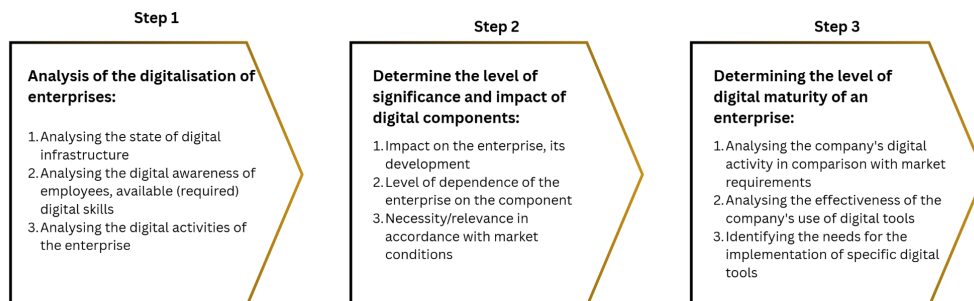 Step 1
Analysis of the digitalisation of
enterprises:
1. Analysing the state of digital
infrastructure
2. Analysing the digital awareness of
employees, available (required)
digital skills
3. Analysing the digital activities of
the enterprise
Step 2
Determine the level of
significance and impact of
digital components:
1. Impact on the enterprise, its
development
2. Level of dependence of the
enterprise on the component
3. Necessity/relevance in
accordance with market
conditions
Step 3
Determining the level of
digital maturity of an
enterprise:
1. Analysing the company's digital
activity in comparison with market
requirements
2. Analysing the effectiveness of the
company's use of digital tools
3. Identifying the needs for the
implementation of specific digital
tools